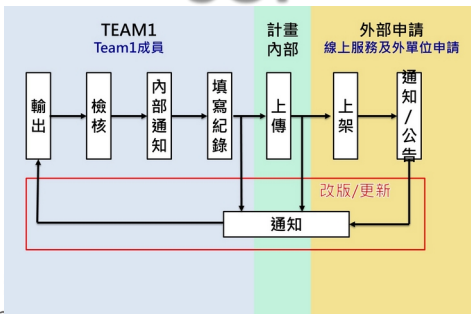 TEAM1
Team1成員
計畫
內部
外部申請
線上服務及外單位申請
輸出
檢核
內部通知
填寫紀錄
上傳
上架
通知/公告
改版/更新
通知